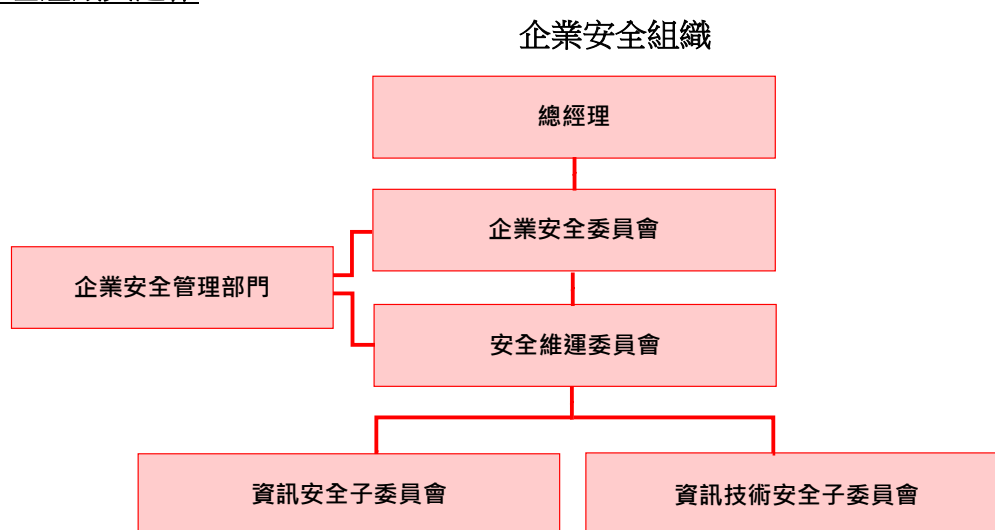 企業安全組織
總經理
企業安全委員會
企業安全管理部門
安全維運委員會
資訊安全子委員會
資訊技術安全子委員會